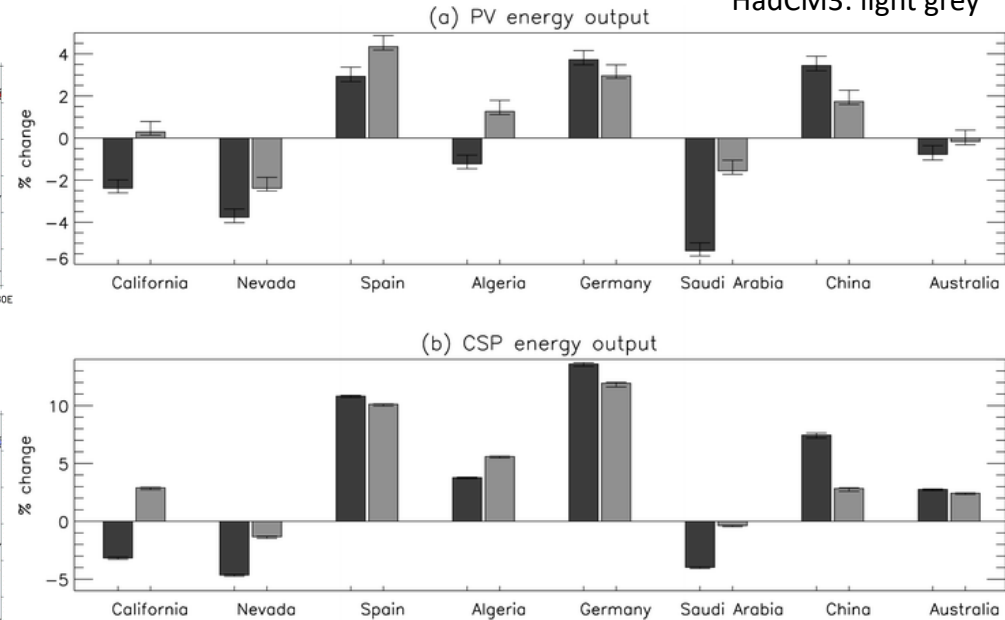 HadCM3: light grey
(a) PV energy output
% change
4
2
0
−2
−4
−6
California Nevada Spain Algeria Germany Saudi Arabia China Australia
(b) CSP energy output
% change
10
5
0
−5
California Nevada Spain Algeria Germany Saudi Arabia China Australia